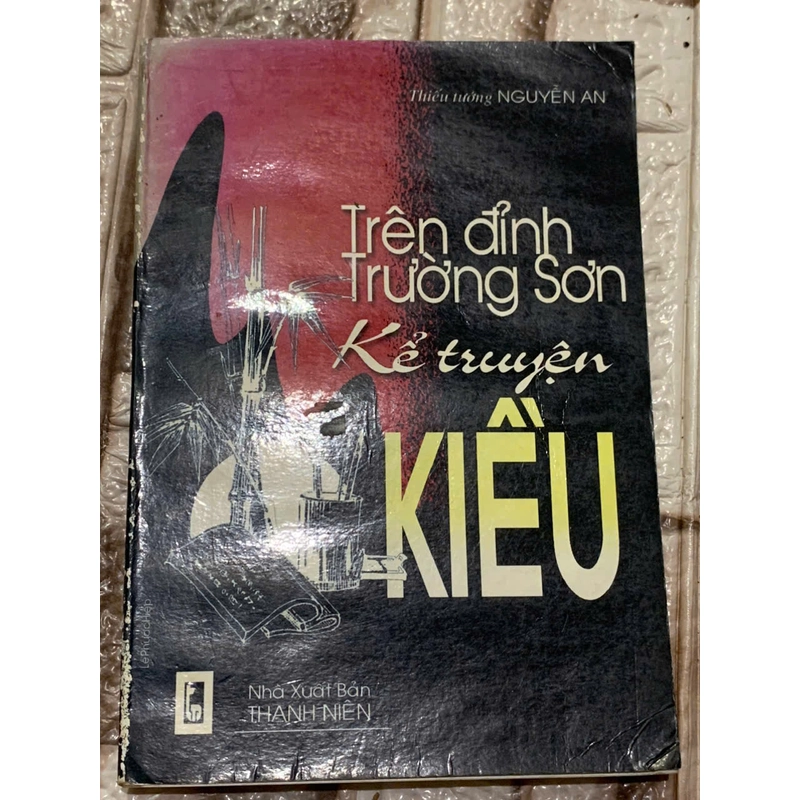 Thiếu tướng NGUYỄN AN
Trên đỉnh
Trường Sơn
Kể truyện
KIỀU
Nhà Xuất Bản
THANH NIÊN